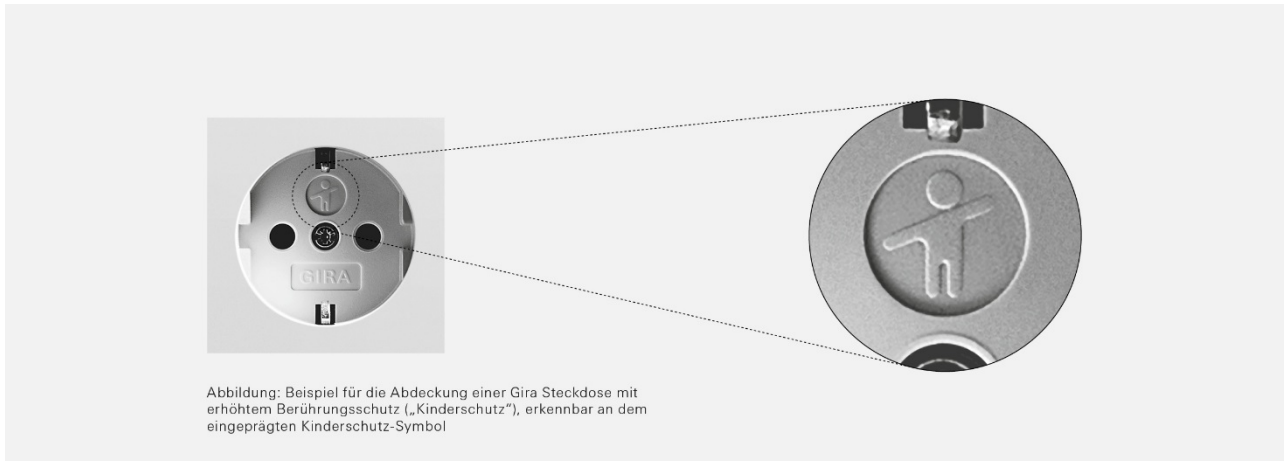 GIRA
Abbildung: Beispiel für die Abdeckung einer Gira Steckdose mit
erhöhtem Berührungsschutz („Kinderschutz“), erkennbar an dem
eingeprägten Kinderschutz-Symbol